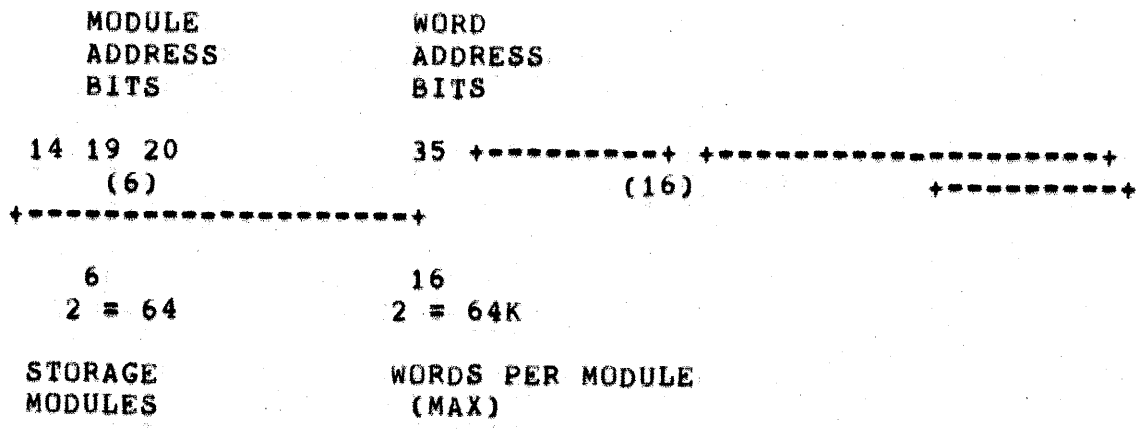 MODULE WORD
ADDRESS ADDRESS
BITS BITS
14 19 20 35 +---------+ +-------------------+
(6) (16) +---------+
+-------------------+
6 16
2 = 64 2 = 64K
STORAGE WORDS PER MODULE
MODULES (MAX)